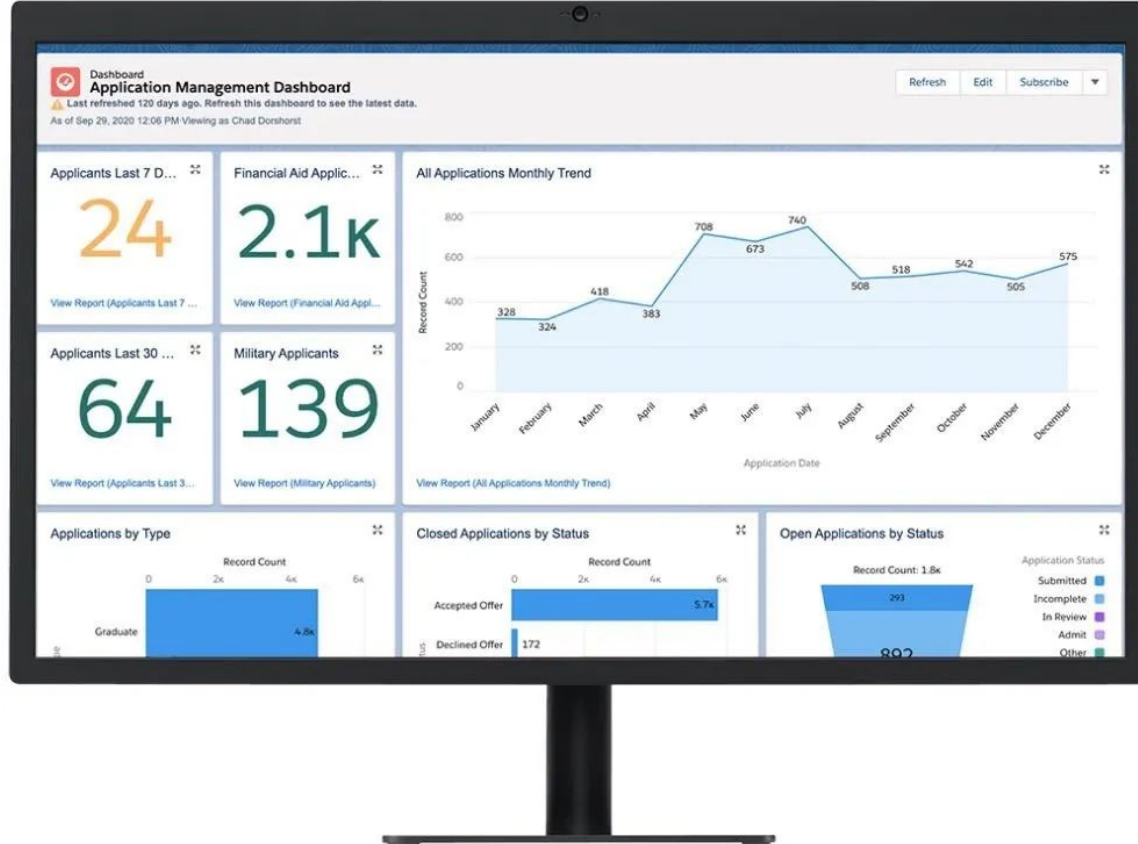 Dashboard
Application Management Dashboard
Last refreshed 120 days ago. Refresh this dashboard to see the latest data.
As of Sep 29, 2020 12:06 PM·Viewing as Chad Dorshorst
Refresh
Edit
Subscribe
Applicants Last 7 D...
24
View Report (Applicants Last 7 ...
Financial Aid Applic...
2.1K
View Report (Financial Aid Appl...
All Applications Monthly Trend
Record Count
800
600
400
200
0
328
324
418
383
708
673
740
508
518
542
505
575
January
February
March
April
May
June
July
August
September
October
November
December
Application Date
View Report (All Applications Monthly Trend)
Applicants Last 30 ...
64
View Report (Applicants Last 3...
Military Applicants
139
View Report (Military Applicants)
Applications by Type
Record Count
0 2K 4K 6K
Graduate
4.8K
Closed Applications by Status
Record Count
0 2K 4K 6K
Accepted Offer
5.7K
Declined Offer
172
Open Applications by Status
Record Count: 1.8K
293
892
Application Status
Submitted
Incomplete
In Review
Admit
Other